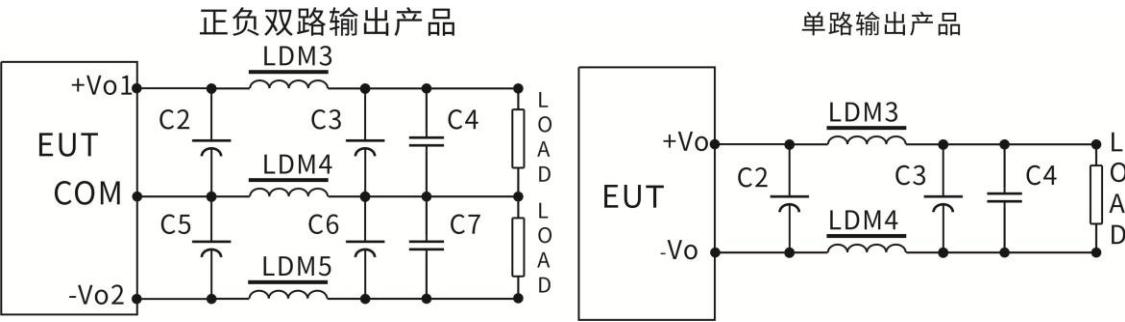 正负双路输出产品
LDM3
+Vo1
C2
C3
C4
LOAD
EUT
LDM4
COM
C5
C6
C7
LOAD
LDM5
-Vo2
单路输出产品
LDM3
+Vo
C2
C3
C4
LOAD
EUT
LDM4
-Vo